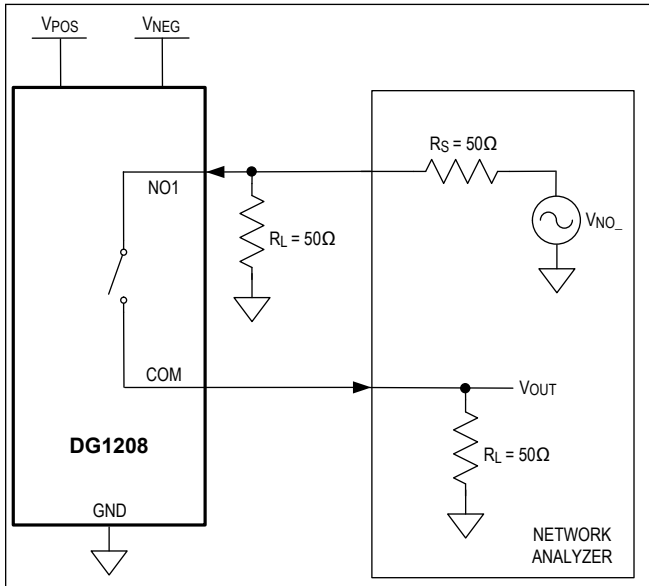 VPOS VNEG
RS = 50Ω
NO1
VNO_
RL = 50Ω
COM
VOUT
DG1208
RL = 50Ω
GND
NETWORK
ANALYZER